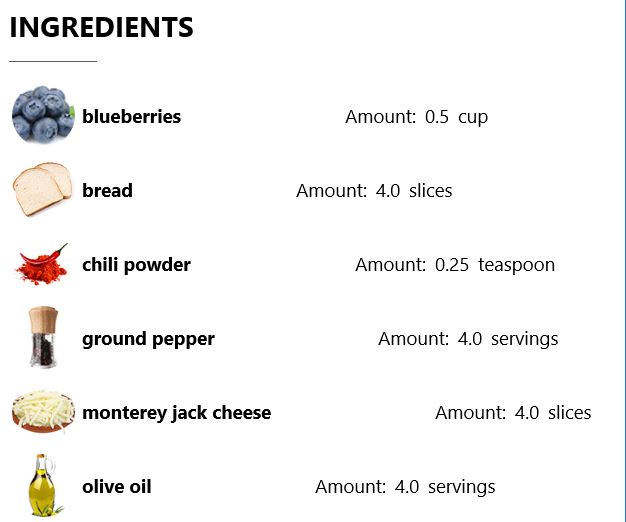 INGREDIENTS
blueberries Amount: 0.5 cup
bread Amount: 4.0 slices
chili powder Amount: 0.25 teaspoon
ground pepper Amount: 4.0 servings
monterey jack cheese Amount: 4.0 slices
olive oil Amount: 4.0 servings